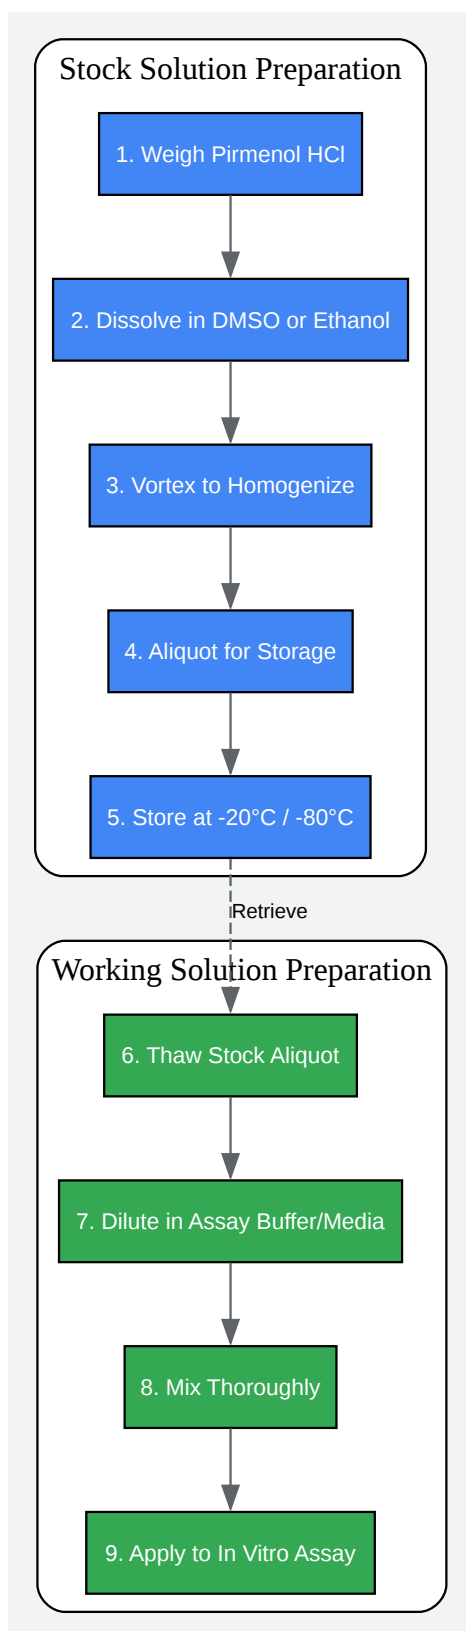 Stock Solution Preparation
1. Weigh Pirmenol HCl
2. Dissolve in DMSO or Ethanol
3. Vortex to Homogenize
4. Aliquot for Storage
5. Store at -20°C / -80°C
Retrieve
Working Solution Preparation
6. Thaw Stock Aliquot
7. Dilute in Assay Buffer/Media
8. Mix Thoroughly
9. Apply to In Vitro Assay